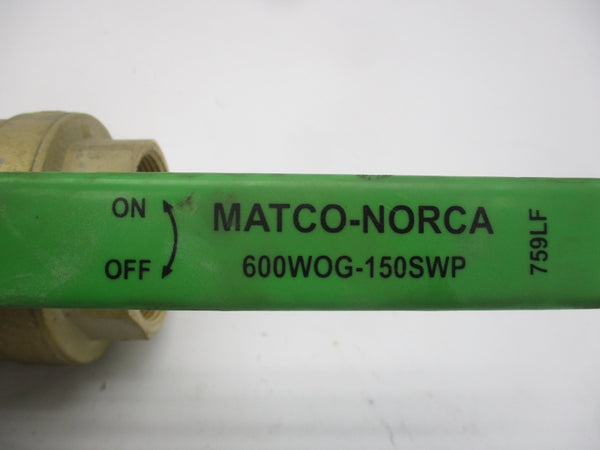 ON
OFF
MATCO-NORCA
600WOG-150SWP
759LF